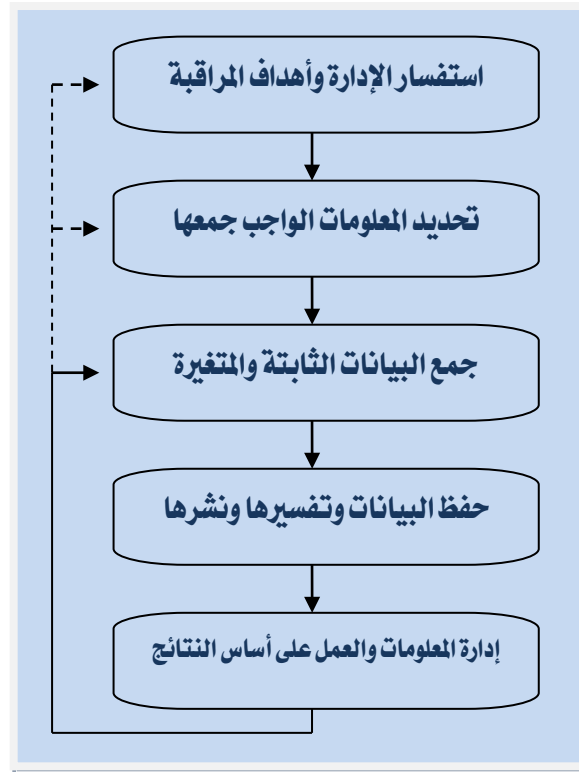 استفسار الإدارة وأهداف المراقبة
تحديد المعلومات الواجب جمعها
جمع البيانات الثابتة والمتغيرة
حفظ البيانات وتفسيرها ونشرها
إدارة المعلومات والعمل على أساس النتائج